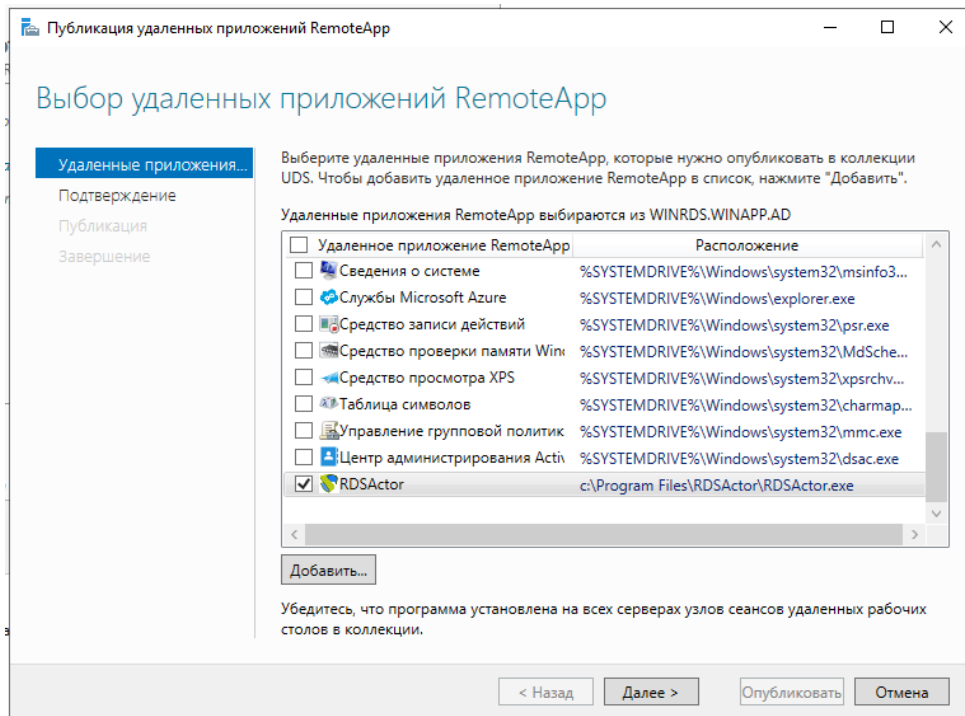 Публикация удаленных приложений RemoteApp
Выбор удаленных приложений RemoteApp
Удаленные приложения...
Подтверждение
Публикация
Завершение
Выберите удаленные приложения RemoteApp, которые нужно опубликовать в коллекции
UDS. Чтобы добавить удаленное приложение RemoteApp в список, нажмите "Добавить".
Удаленные приложения RemoteApp выбираются из WINRDS.WINAPP.AD
Удаленное приложение RemoteApp Расположение
Сведения о системе %SYSTEMDRIVE%\Windows\system32\msinfo3...
Службы Microsoft Azure %SYSTEMDRIVE%\Windows\explorer.exe
Средство записи действий %SYSTEMDRIVE%\Windows\system32\psr.exe
Средство проверки памяти Wind %SYSTEMDRIVE%\Windows\system32\MdSche...
Средство просмотра XPS %SYSTEMDRIVE%\Windows\system32\xpsrchv...
Таблица символов %SYSTEMDRIVE%\Windows\system32\charmap...
Управление групповой политик %SYSTEMDRIVE%\Windows\system32\mmc.exe
Центр администрирования Activ %SYSTEMDRIVE%\Windows\system32\dsac.exe
RDSActor c:\Program Files\RDSActor\RDSActor.exe
Добавить...
Убедитесь, что программа установлена на всех серверах узлов сеансов удаленных рабочих
столов в коллекции.
< Назад Далее > Опубликовать Отмена